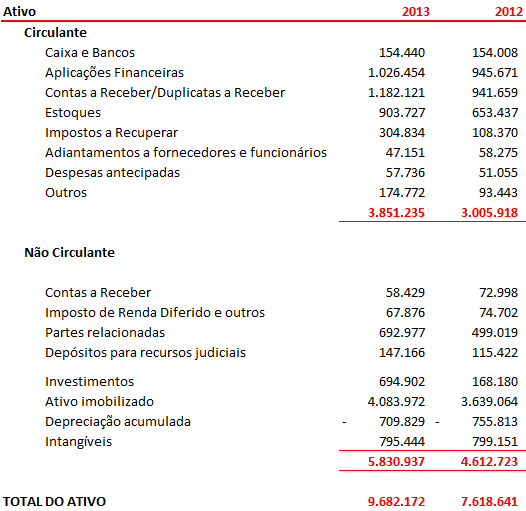 Ativo 2013 2012
Circulante
Caixa e Bancos 154.440 154.008
Aplicações Financeiras 1.026.454 945.671
Contas a Receber/Duplicatas a Receber 1.182.121 941.659
Estoques 903.727 653.437
Impostos a Recuperar 304.834 108.370
Adiantamentos a fornecedores e funcionários 47.151 58.275
Despesas antecipadas 57.736 51.055
Outros 174.772 93.443
3.851.235 3.005.918
Não Circulante
Contas a Receber 58.429 72.998
Imposto de Renda Diferido e outros 67.876 74.702
Partes relacionadas 692.977 499.019
Depósitos para recursos judiciais 147.166 115.422
Investimentos 694.902 168.180
Ativo imobilizado 4.083.972 3.639.064
Depreciação acumulada - 709.829 - 755.813
Intangíveis 795.444 799.151
5.830.937 4.612.723
TOTAL DO ATIVO 9.682.172 7.618.641